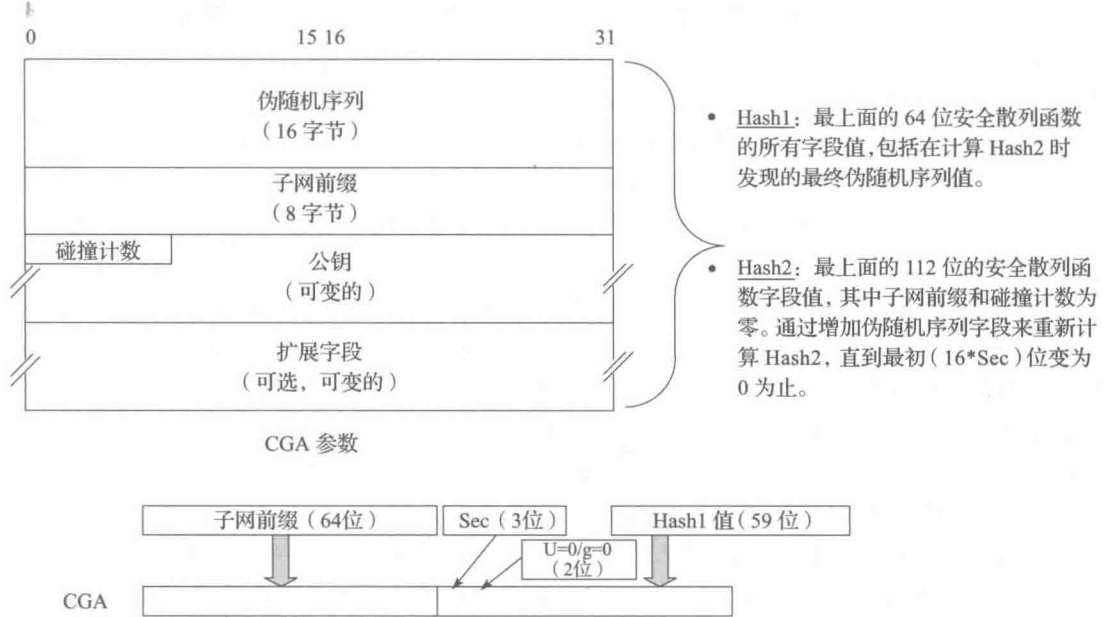 0 15 16 31
伪随机序列
（16 字节）
子网前缀
（8 字节）
碰撞计数
公钥
（可变的）
扩展字段
（可选，可变的）
CGA 参数
• Hash1：最上面的 64 位安全散列函数
的所有字段值,包括在计算 Hash2 时
发现的最终伪随机序列值。
• Hash2：最上面的 112 位的安全散列函
数字段值，其中子网前缀和碰撞计数为
零。通过增加伪随机序列字段来重新计
算 Hash2，直到最初（16*Sec）位变为
0 为止。
子网前缀（64位）
Sec（3位）
Hash1 值（59 位）
U=0/g=0
（2位）
CGA